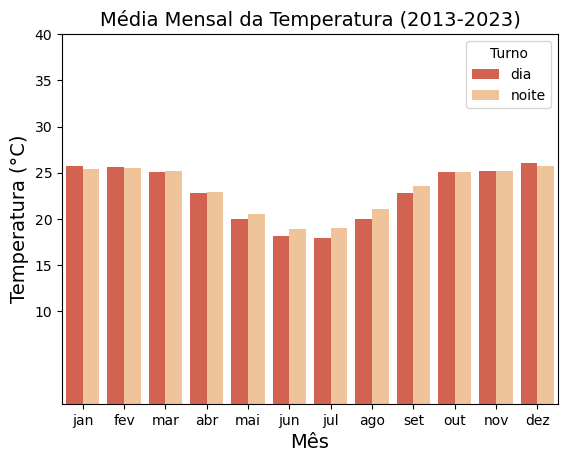 Média Mensal da Temperatura (2013-2023)
Turno
dia
noite
Temperatura (°C)
40
35
30
25
20
15
10
jan fev mar abr mai jun jul ago set out nov dez
Mês